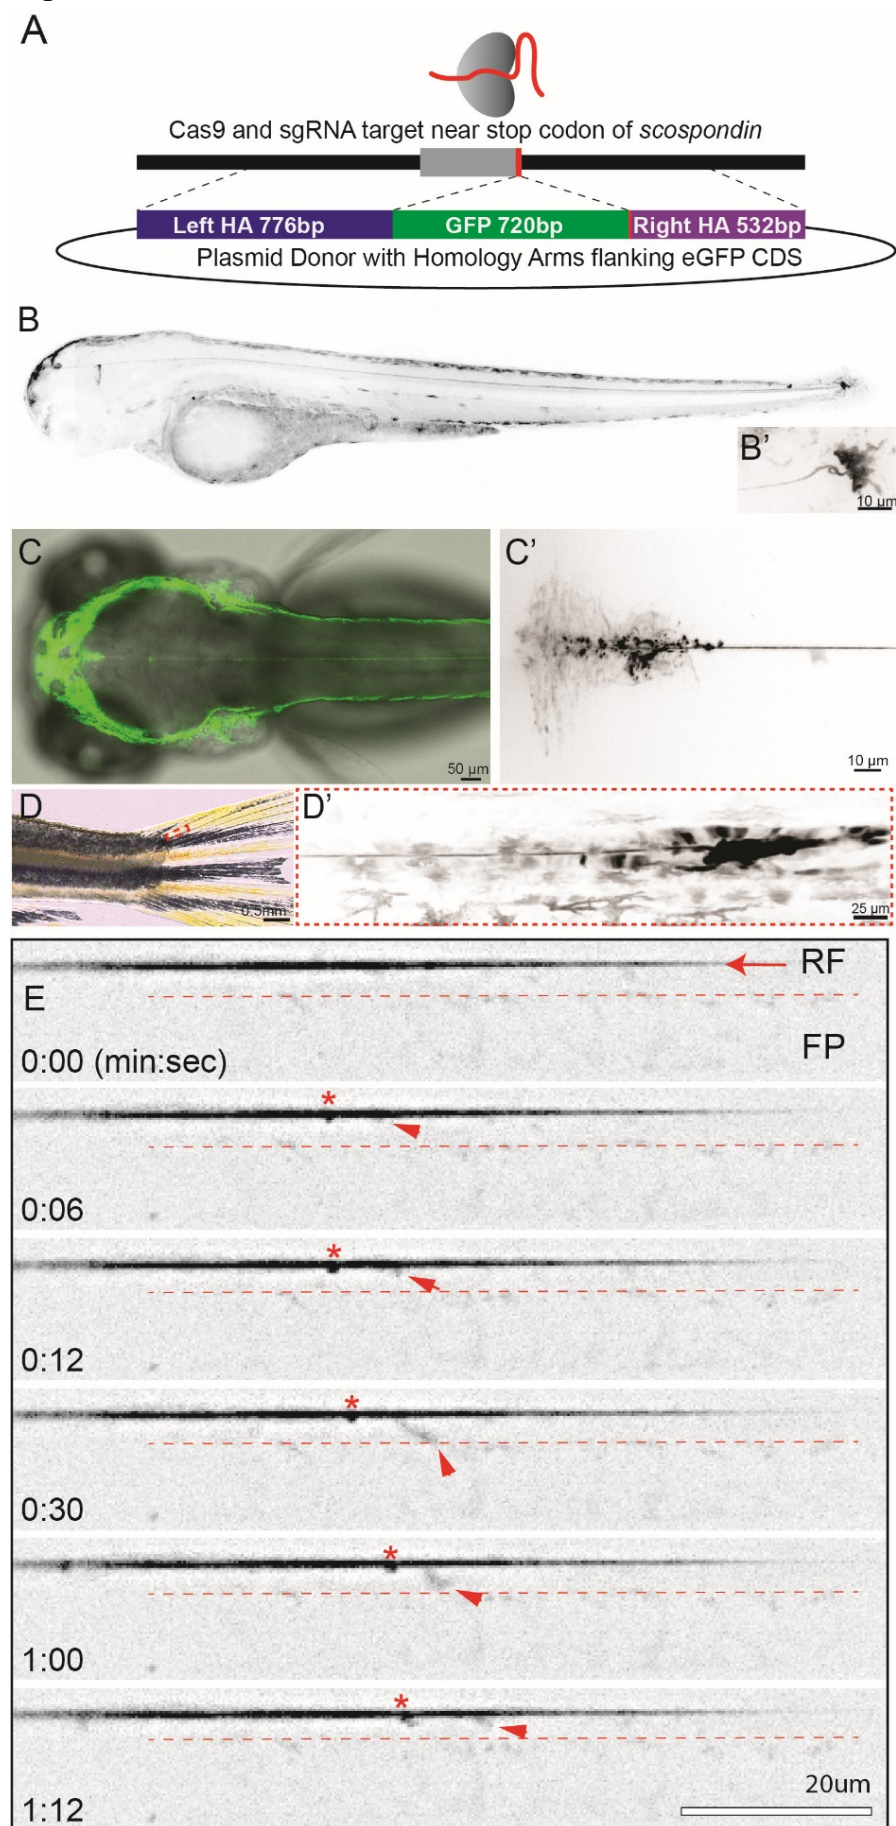 A
Cas9 and sgRNA target near stop codon of scospondin
Left HA 776bp GFP 720bp Right HA 532bp
Plasmid Donor with Homology Arms flanking eGFP CDS
B
B'
10 µm
C
50 µm
C'
10 µm
D
0.5mm
D'
25 µm
RF
E
FP
0:00 (min:sec)
*
0:06
*
0:12
*
0:30
*
1:00
*
20um
1:12